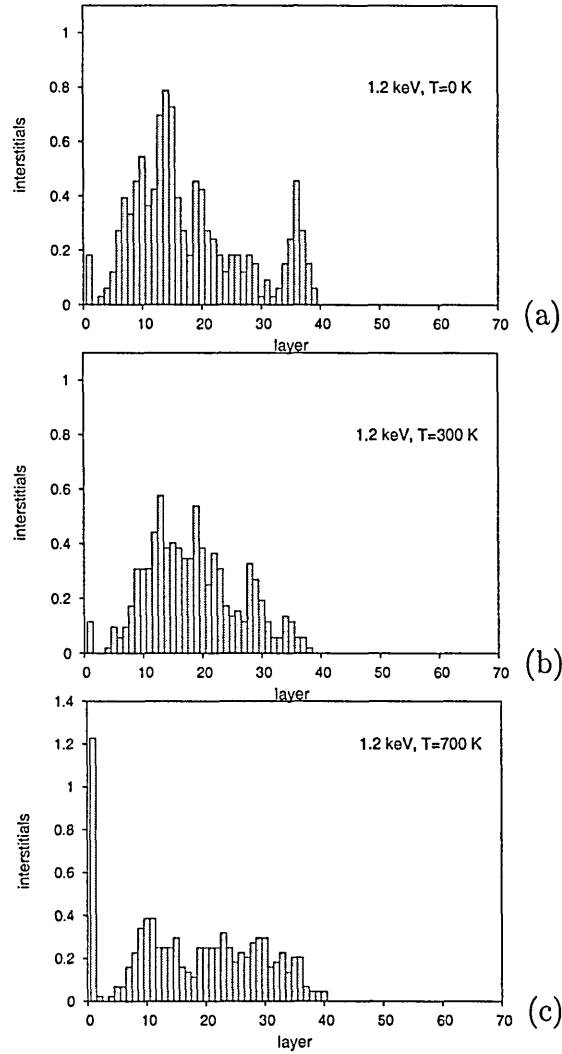 1
0.8
0.6
0.4
0.2
0
interstitials
1.2 keV, T=0 K
0 10 20 30 40 50 60 70
layer
(a)
1
0.8
0.6
0.4
0.2
0
interstitials
1.2 keV, T=300 K
0 10 20 30 40 50 60 70
layer
(b)
1.4
1.2
1
0.8
0.6
0.4
0.2
0
interstitials
1.2 keV, T=700 K
0 10 20 30 40 50 60 70
layer
(c)